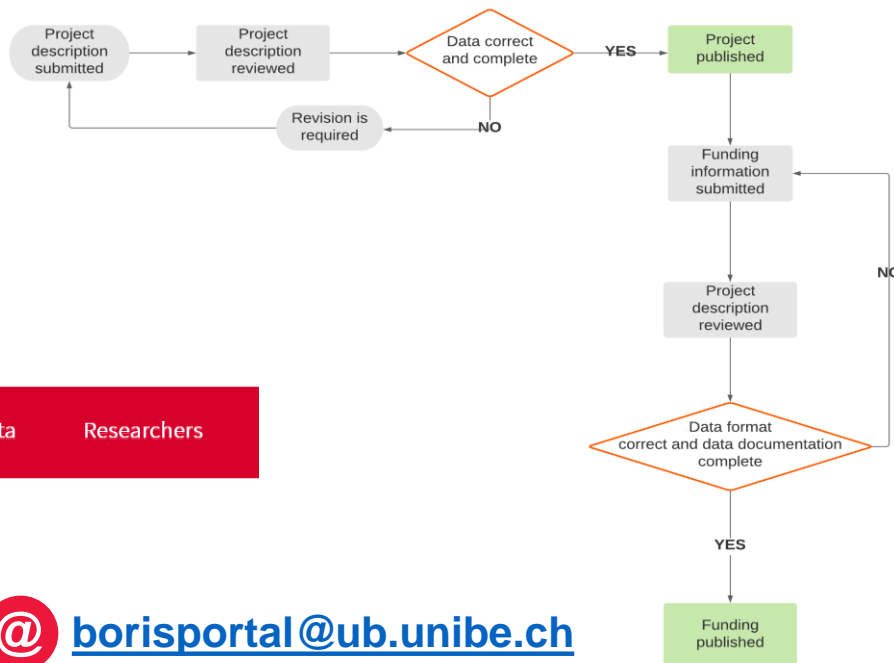 Project
description
submitted
Project
description
reviewed
Data correct
and complete
YES
Project
published
Revision is
required
NO
Funding
information
submitted
NO
Project
description
reviewed
ta
Researchers
Data format
correct and data documentation
complete
YES
@
borisportal@ub.unibe.ch
Funding
published